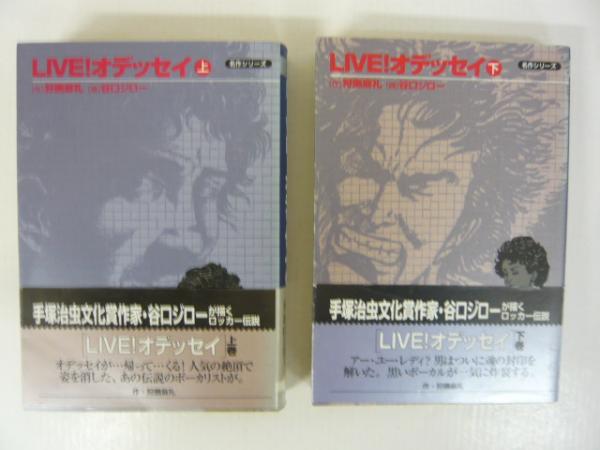 LIVE!オデッセイ 上
名作シリーズ
作 狩撫麻礼 画 谷口ジロー
手塚治虫文化賞作家・谷口ジローが描くロッカー伝説
LIVE!オデッセイ 上巻
オデッセイが…帰って…くる！人気の絶頂で
姿を消した、あの伝説のボーカリストが。
作・狩撫麻礼
LIVE!オデッセイ 下
名作シリーズ
作 狩撫麻礼 画 谷口ジロー
手塚治虫文化賞作家・谷口ジローが描くロッカー伝説
LIVE!オデッセイ 下巻
アー・ユー・レディ？男はついに魂の封印を
解いた。黒いボーカルが一気に炸裂する。
作・狩撫麻礼